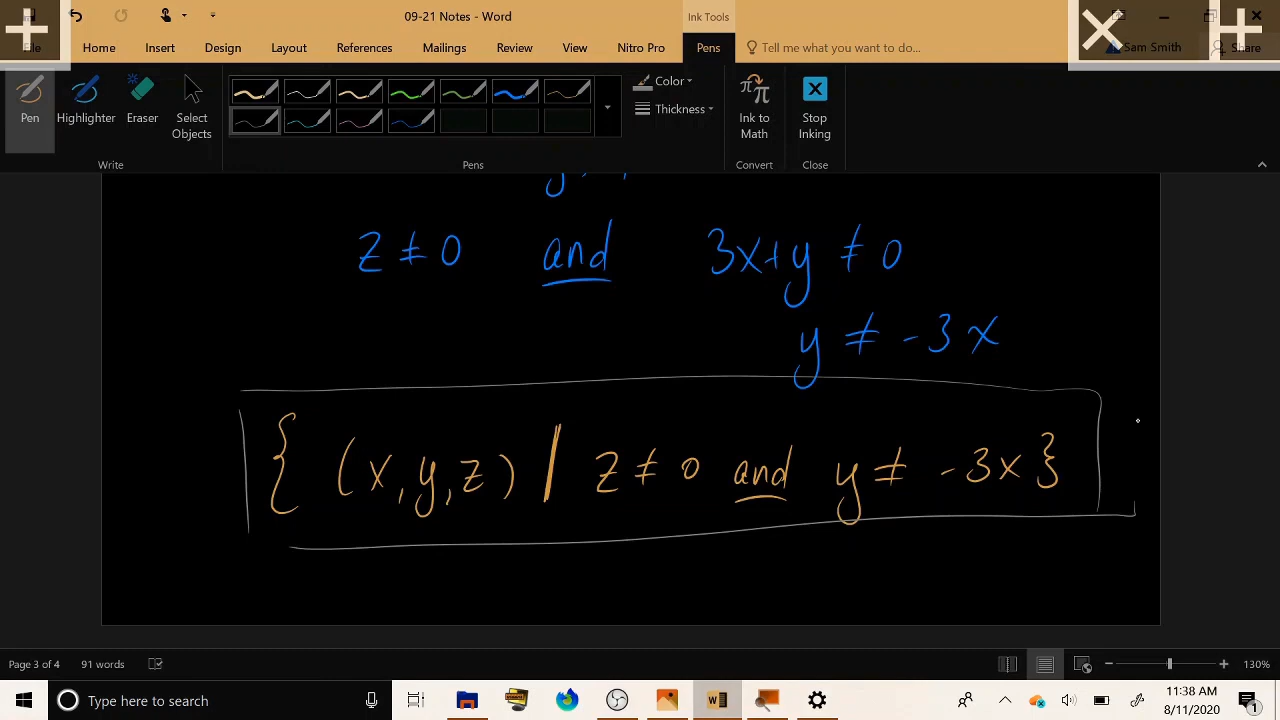 09-21 Notes - Word
Ink Tools
File Home Insert Design Layout References Mailings Review View Nitro Pro Pens Tell me what you want to do... Sam Smith Share
Pen Highlighter Eraser Select Objects
Color
Thickness
Ink to Math
Stop Inking
Write Pens Convert Close
z ≠ 0 and 3x+y ≠ 0
y ≠ -3x
{ (x,y,z) | z ≠ 0 and y ≠ -3x}
Page 3 of 4 91 words 130%
Type here to search
11:38 AM
8/11/2020
1